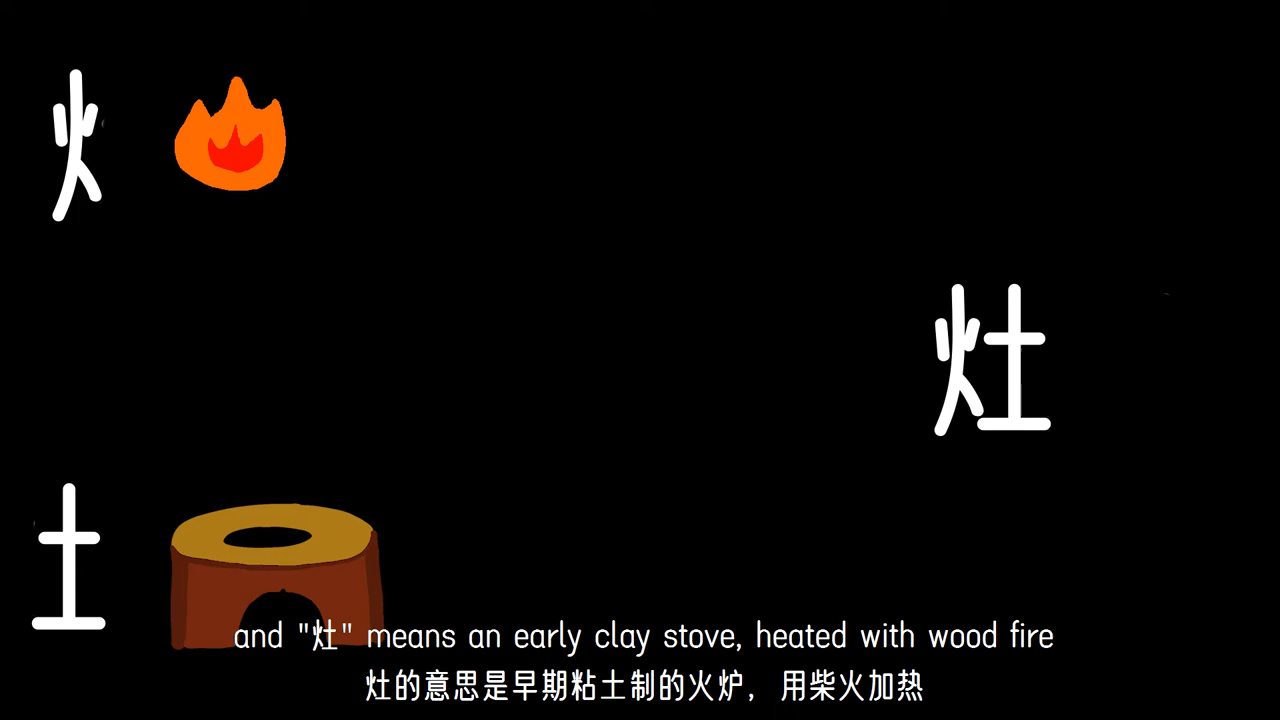 火
灶
土
and "灶" means an early clay stove, heated with wood fire
灶的意思是早期粘土制的火炉，用柴火加热